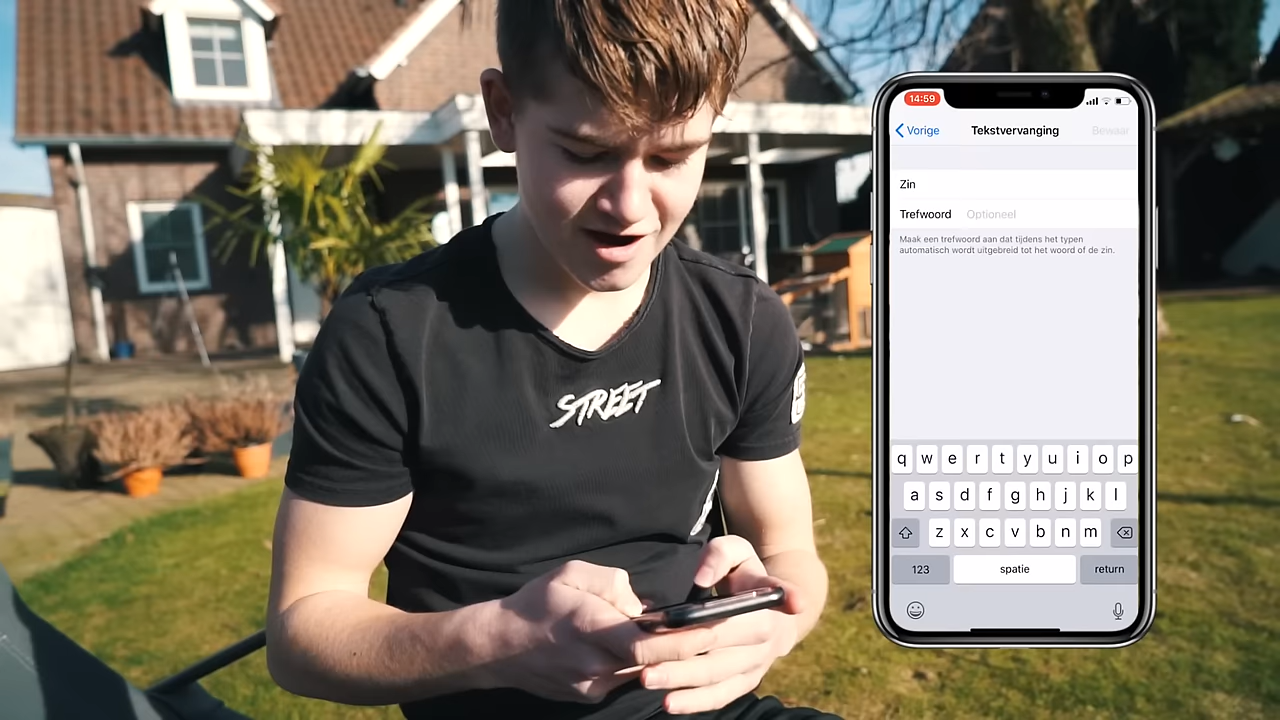 STREET
5
14:59
Vorige Tekstvervanging Bewaar
Zin
Trefwoord Optioneel
Maak een trefwoord aan dat tijdens het typen
automatisch wordt uitgebreid tot het woord of de zin.
q w e r t y u i o p
a s d f g h j k l
z x c v b n m
123 spatie return